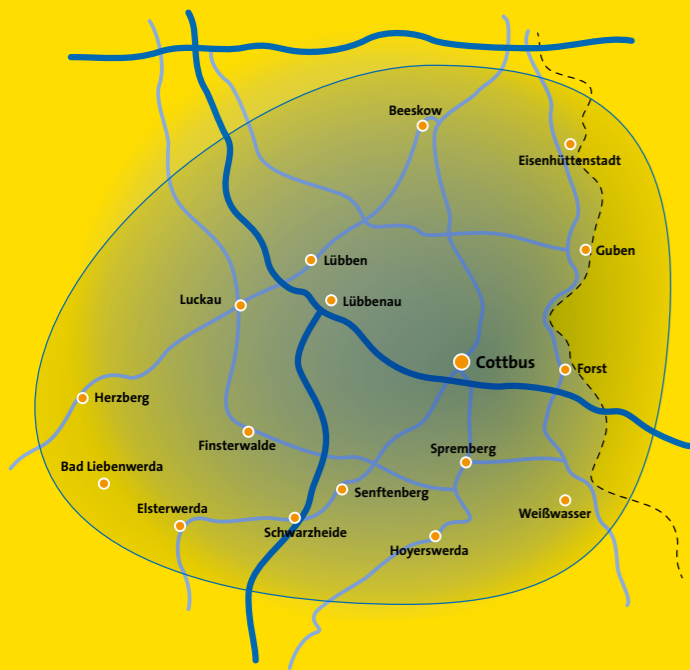 Beeskow
Eisenhüttenstadt
Guben
Lübben
Luckau
Lübbenau
Cottbus
Forst
Herzberg
Finsterwalde
Spremberg
Bad Liebenwerda
Senftenberg
Elsterwerda
Weißwasser
Schwarzheide
Hoyerswerda